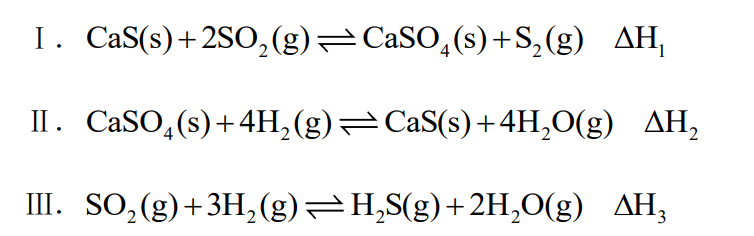 Ⅰ. CaS(s)+2SO₂(g)⇌CaSO₄(s)+S₂(g) ΔH₁
Ⅱ. CaSO₄(s)+4H₂(g)⇌CaS(s)+4H₂O(g) ΔH₂
Ⅲ. SO₂(g)+3H₂(g)⇌H₂S(g)+2H₂O(g) ΔH₃